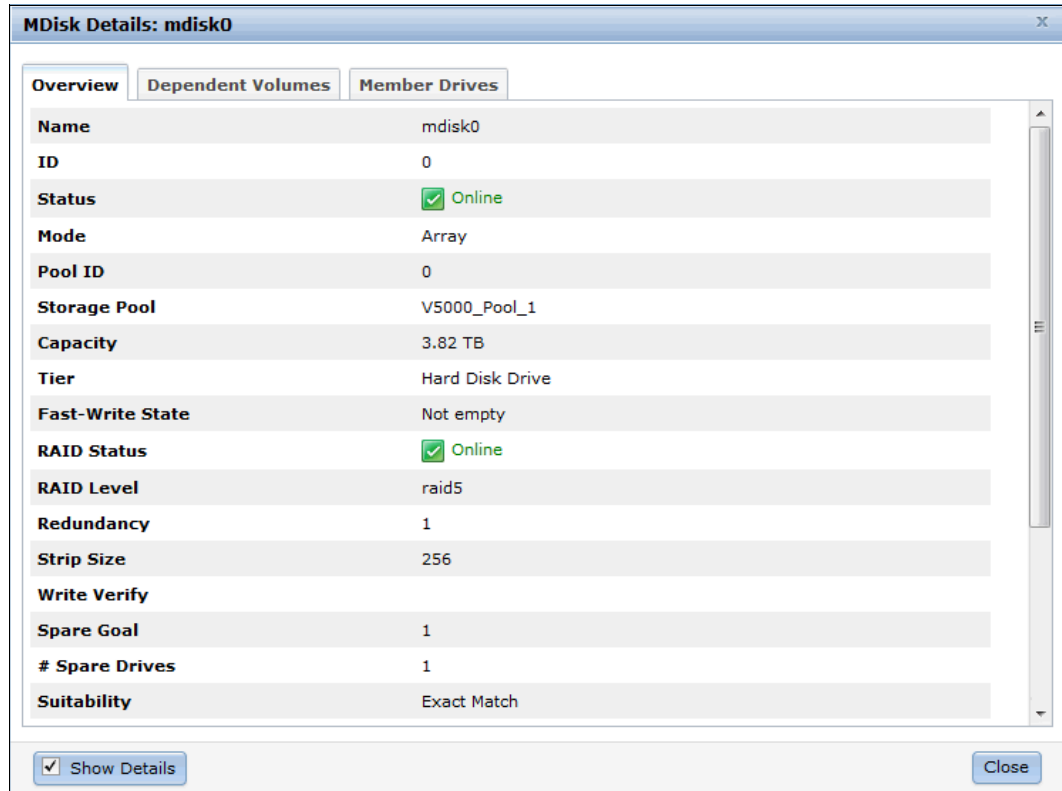 MDisk Details: mdisk0 x
Overview Dependent Volumes Member Drives
Name mdisk0
ID 0
Status Online
Mode Array
Pool ID 0
Storage Pool V5000_Pool_1
Capacity 3.82 TB
Tier Hard Disk Drive
Fast-Write State Not empty
RAID Status Online
RAID Level raid5
Redundancy 1
Strip Size 256
Write Verify
Spare Goal 1
# Spare Drives 1
Suitability Exact Match
Show Details Close